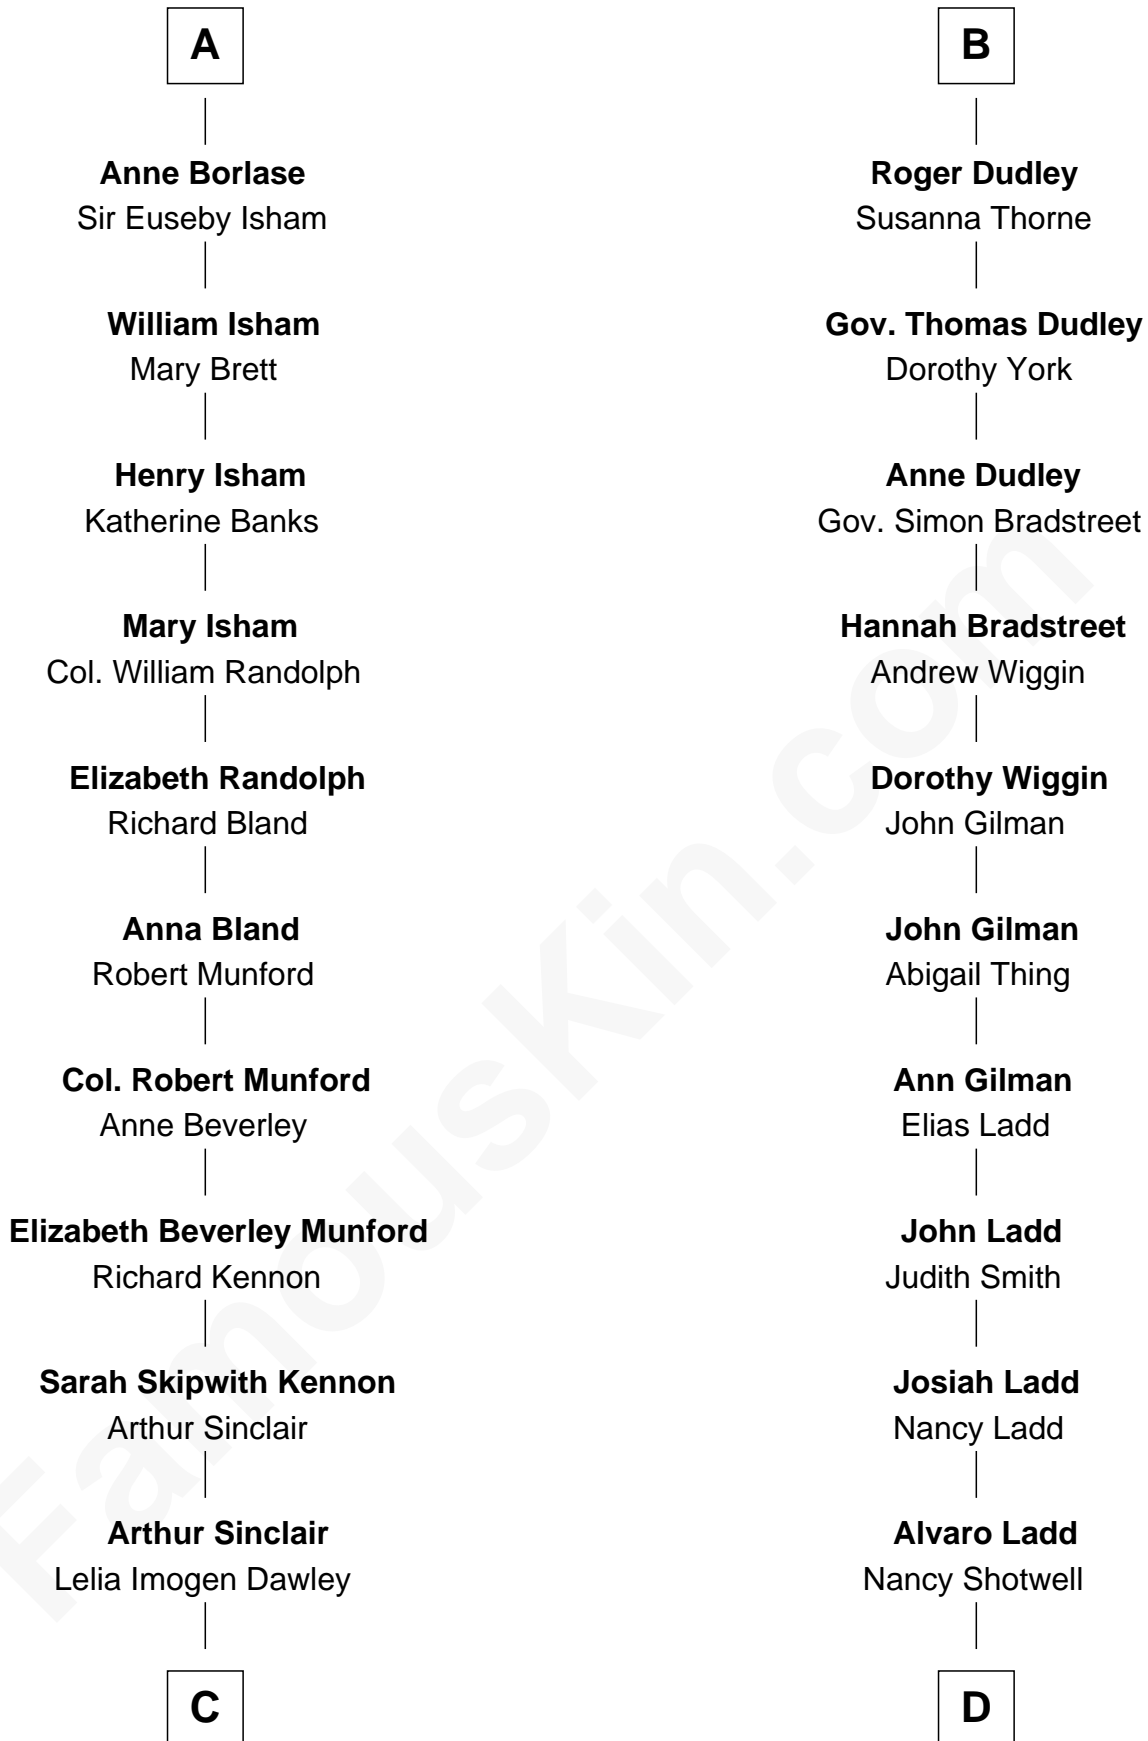 A
Anne Borlase
Sir Euseby Isham
William Isham
Mary Brett
Henry Isham
Katherine Banks
Mary Isham
Col. William Randolph
Elizabeth Randolph
Richard Bland
Anna Bland
Robert Munford
Col. Robert Munford
Anne Beverley
Elizabeth Beverley Munford
Richard Kennon
Sarah Skipwith Kennon
Arthur Sinclair
Arthur Sinclair
Lelia Imogen Dawley
C
B
Roger Dudley
Susanna Thorne
Gov. Thomas Dudley
Dorothy York
Anne Dudley
Gov. Simon Bradstreet
Hannah Bradstreet
Andrew Wiggin
Dorothy Wiggin
John Gilman
John Gilman
Abigail Thing
Ann Gilman
Elias Ladd
John Ladd
Judith Smith
Josiah Ladd
Nancy Ladd
Alvaro Ladd
Nancy Shotwell
D
FamousKin.com